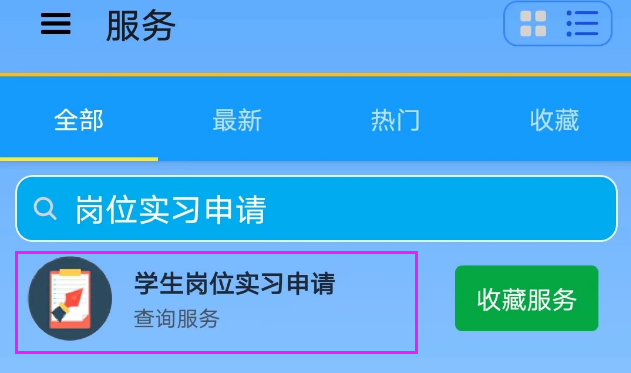 服务
全部 最新 热门 收藏
岗位实习申请
学生岗位实习申请
查询服务
收藏服务